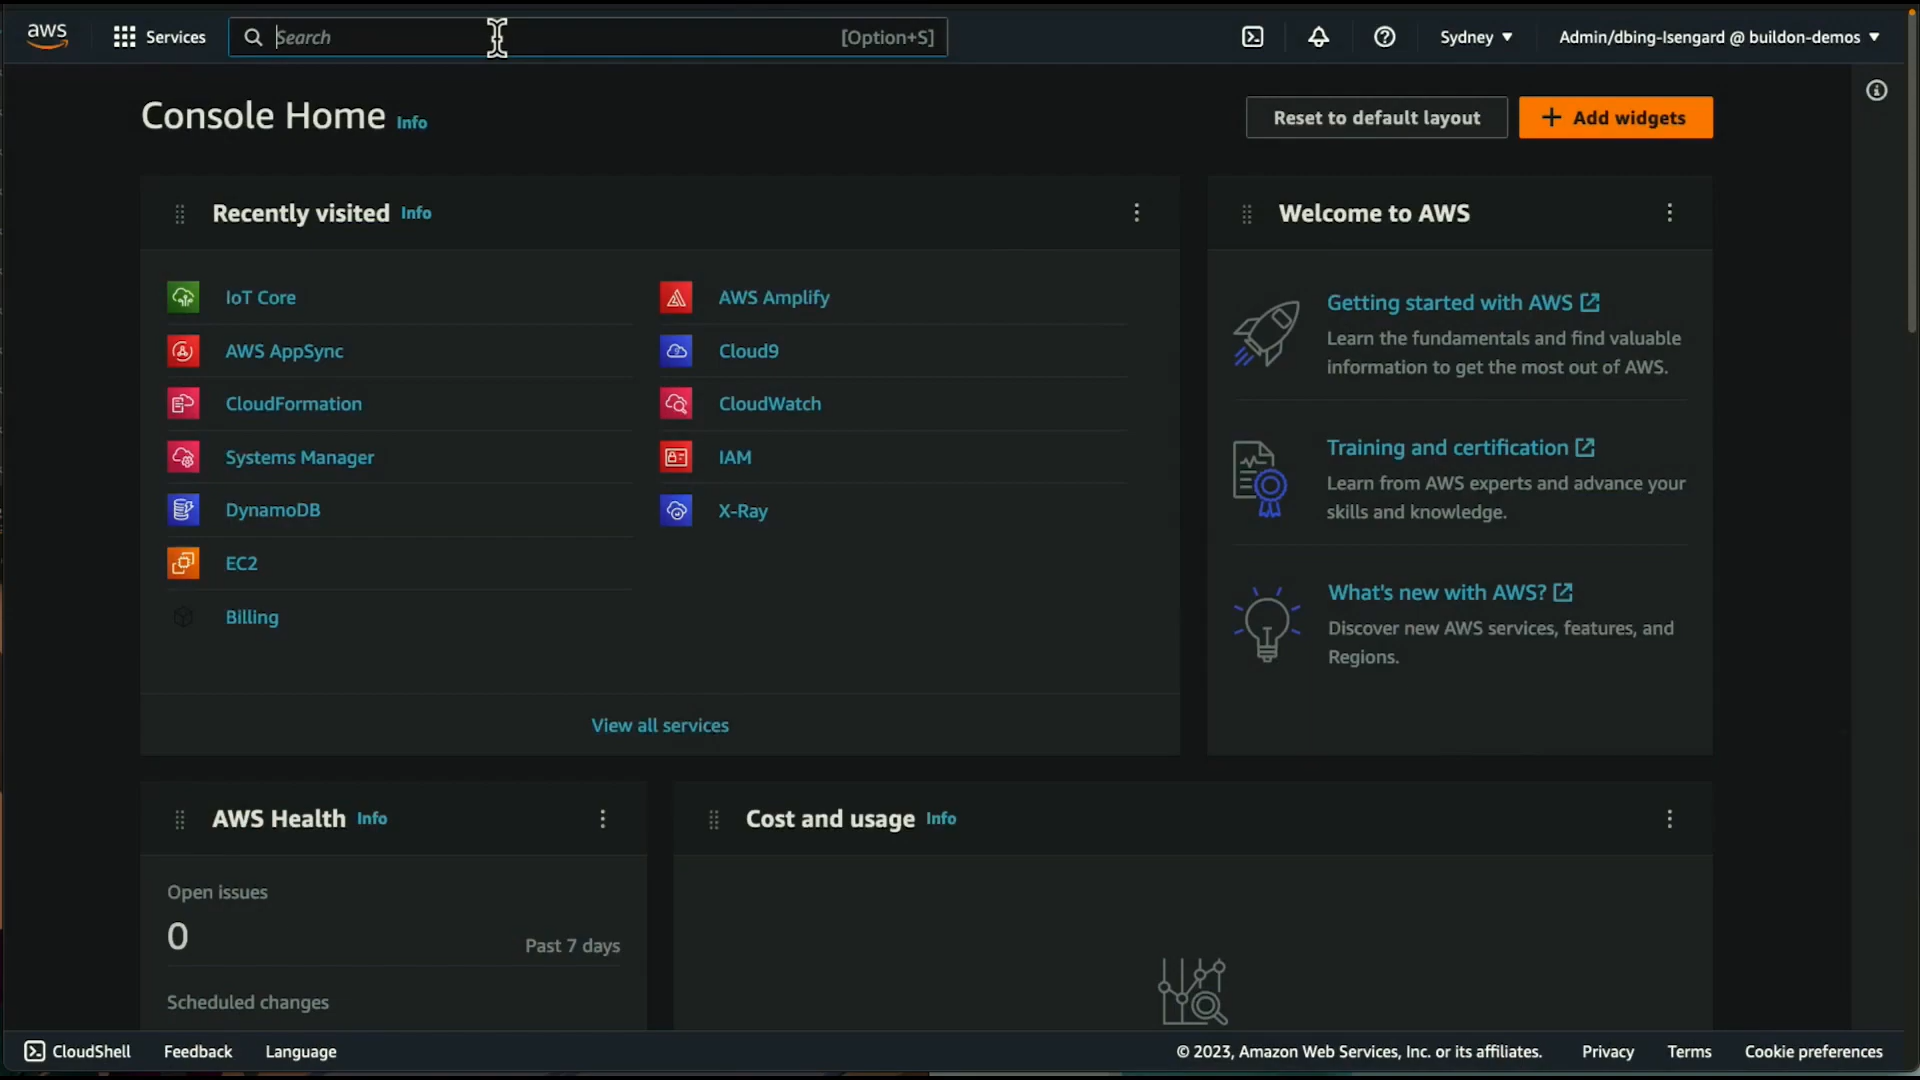 aws
Services
Search
[Option+S]
Sydney
Admin/dbing-Isengard @ buildon-demos
Console Home Info
Reset to default layout
Add widgets
Recently visited Info
IoT Core
AWS AppSync
CloudFormation
Systems Manager
DynamoDB
EC2
Billing
AWS Amplify
Cloud9
CloudWatch
IAM
X-Ray
View all services
Welcome to AWS
Getting started with AWS
Learn the fundamentals and find valuable
information to get the most out of AWS.
Training and certification
Learn from AWS experts and advance your
skills and knowledge.
What's new with AWS?
Discover new AWS services, features, and
Regions.
AWS Health Info
Open issues
0
Past 7 days
Scheduled changes
Cost and usage Info
CloudShell
Feedback
Language
© 2023, Amazon Web Services, Inc. or its affiliates.
Privacy
Terms
Cookie preferences